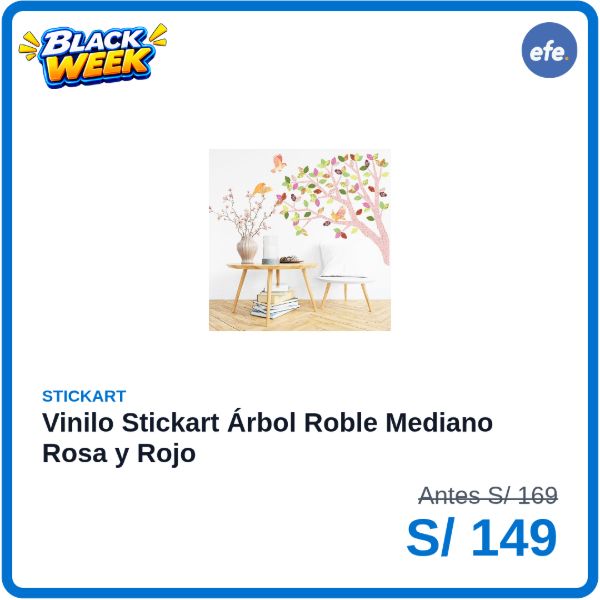 BLACK
WEEK
efe.
STICKART
Vinilo Stickart Árbol Roble Mediano
Rosa y Rojo
Antes S/ 169
S/ 149